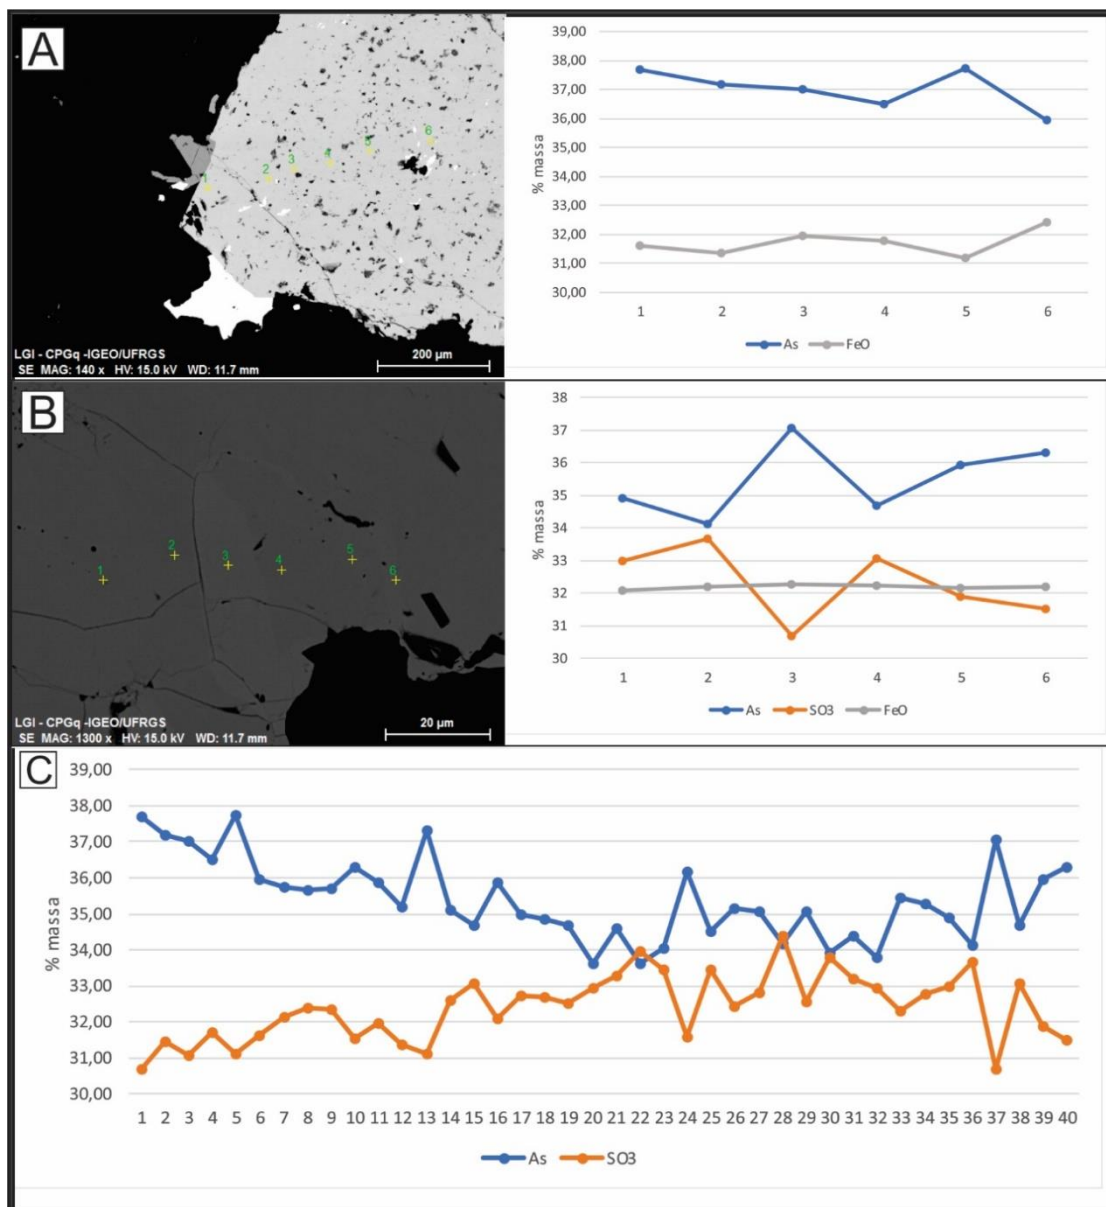 A
1 2 3 4 5 6
LGI - CPGq -IGEO/UFRGS
SE MAG: 140 x HV: 15.0 kV WD: 11.7 mm
200 µm
% massa
39,00
38,00
37,00
36,00
35,00
34,00
33,00
32,00
31,00
30,00
1 2 3 4 5 6
As FeO
B
1 2 3 4 5 6
LGI - CPGq -IGEO/UFRGS
SE MAG: 1300 x HV: 15.0 kV WD: 11.7 mm
20 µm
% massa
38
37
36
35
34
33
32
31
30
1 2 3 4 5 6
As SO3 FeO
C
% massa
39,00
38,00
37,00
36,00
35,00
34,00
33,00
32,00
31,00
30,00
1 2 3 4 5 6 7 8 9 10 11 12 13 14 15 16 17 18 19 20 21 22 23 24 25 26 27 28 29 30 31 32 33 34 35 36 37 38 39 40
As SO3